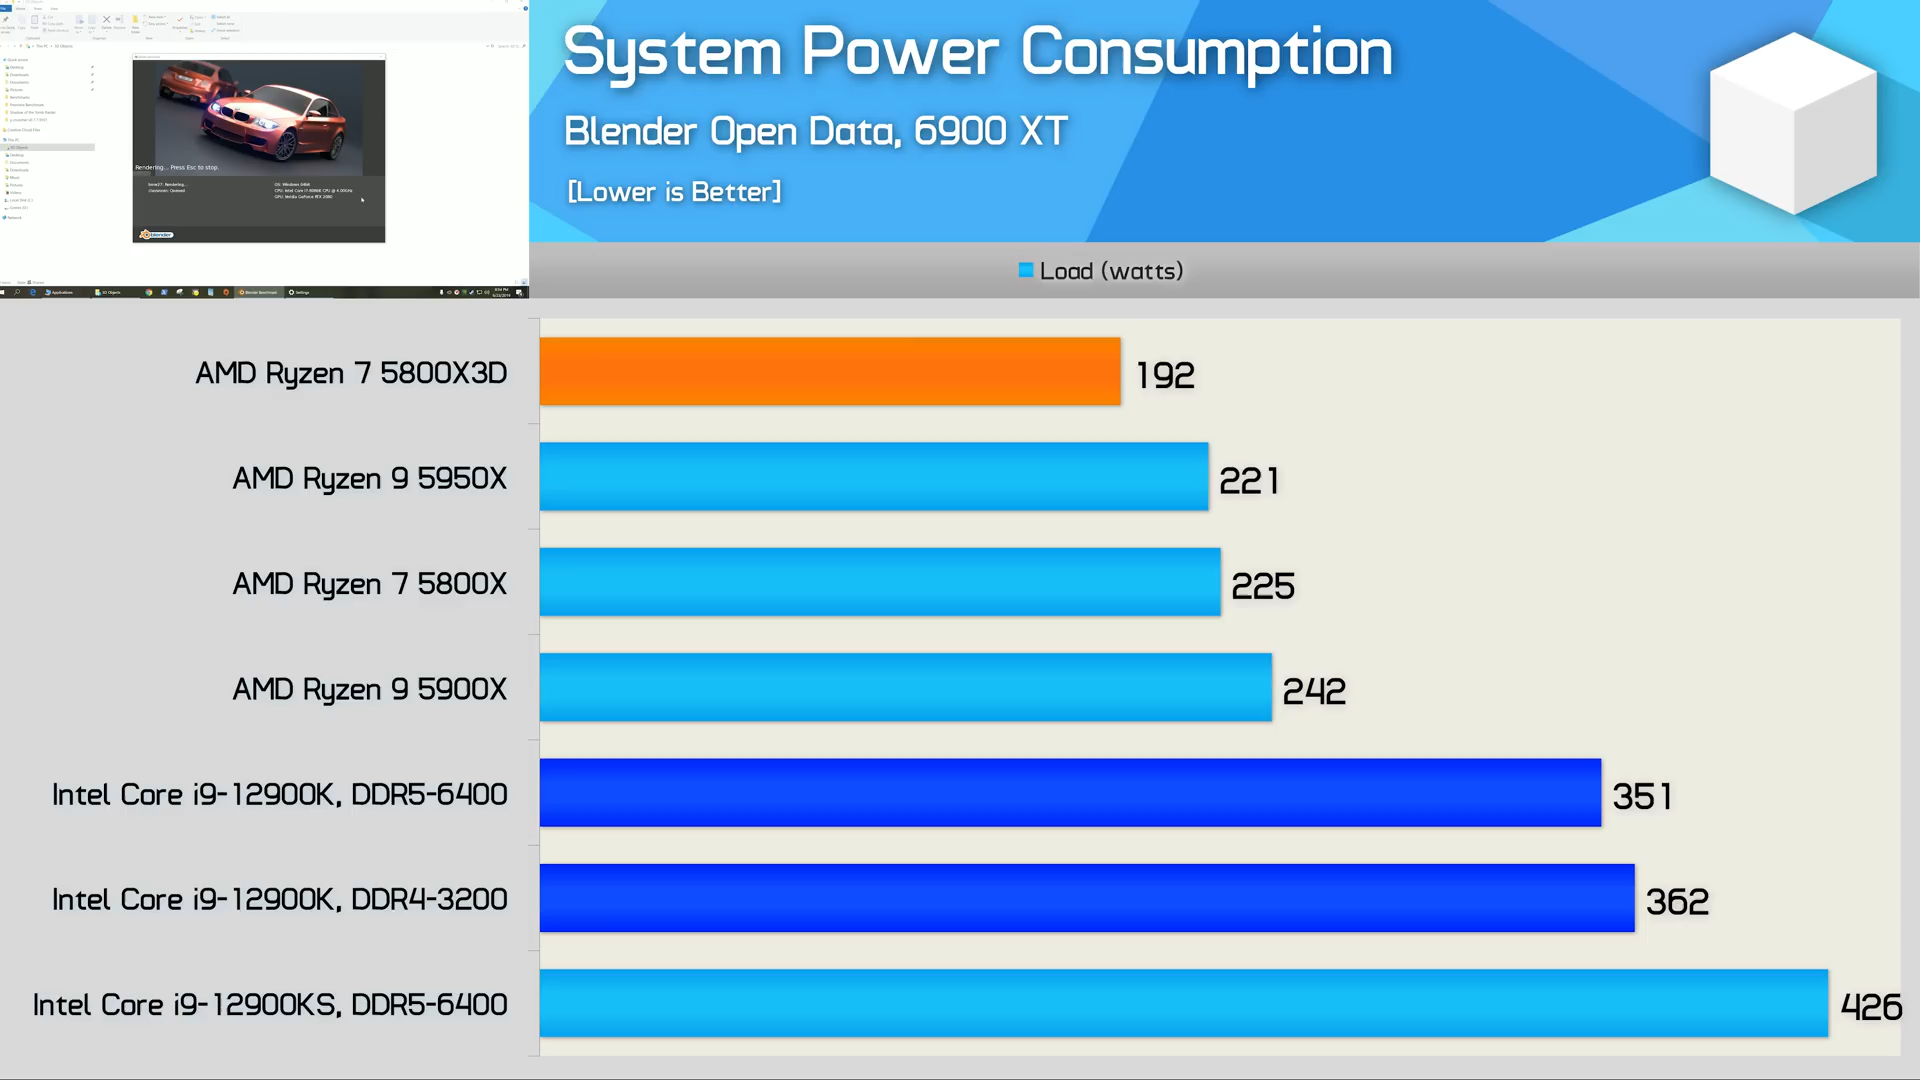 System Power Consumption
Blender Open Data, 6900 XT
[Lower is Better]
Rendering... Press Esc to stop.
blender
Load (watts)
AMD Ryzen 7 5800X3D 192
AMD Ryzen 9 5950X 221
AMD Ryzen 7 5800X 225
AMD Ryzen 9 5900X 242
Intel Core i9-12900K, DDR5-6400 351
Intel Core i9-12900K, DDR4-3200 362
Intel Core i9-12900KS, DDR5-6400 426